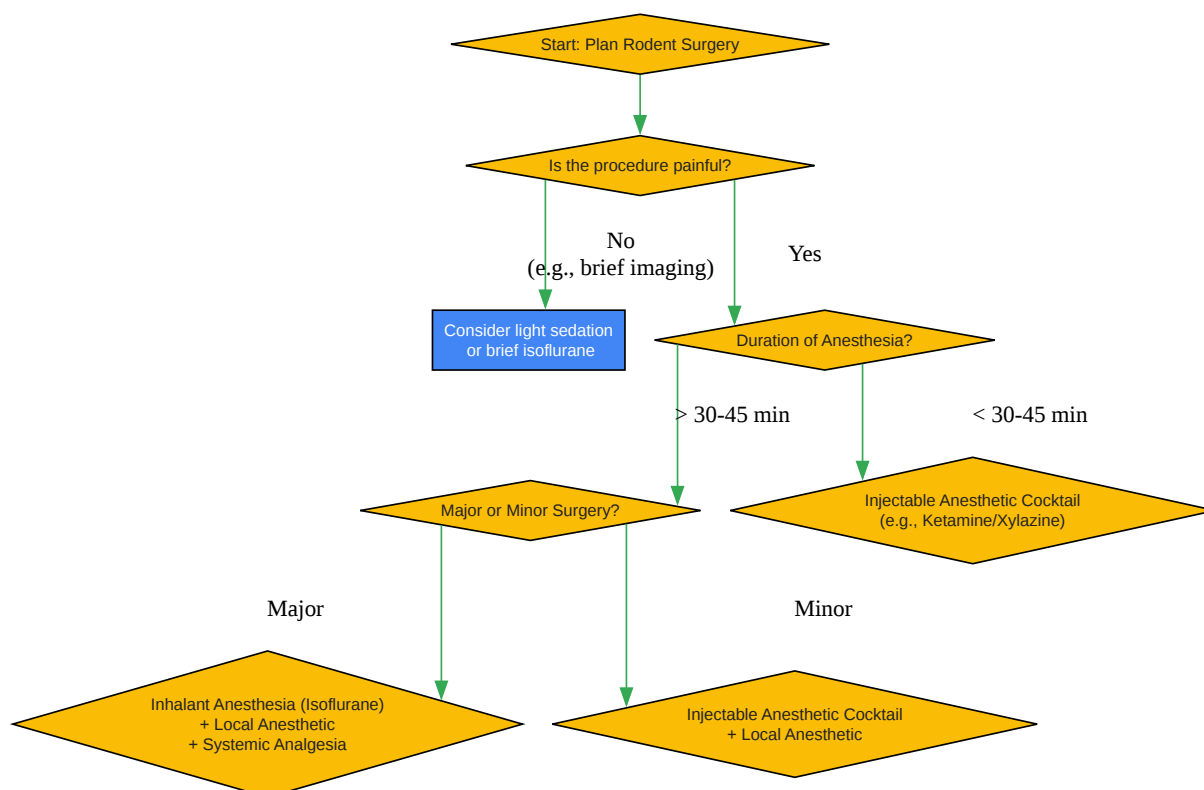 Start: Plan Rodent Surgery
Is the procedure painful?
No
(e.g., brief imaging)
Yes
Consider light sedation
or brief isoflurane
Duration of Anesthesia?
> 30-45 min
< 30-45 min
Major or Minor Surgery?
Injectable Anesthetic Cocktail
(e.g., Ketamine/Xylazine)
Major
Minor
Inhalant Anesthesia (Isoflurane)
+ Local Anesthetic
+ Systemic Analgesia
Injectable Anesthetic Cocktail
+ Local Anesthetic